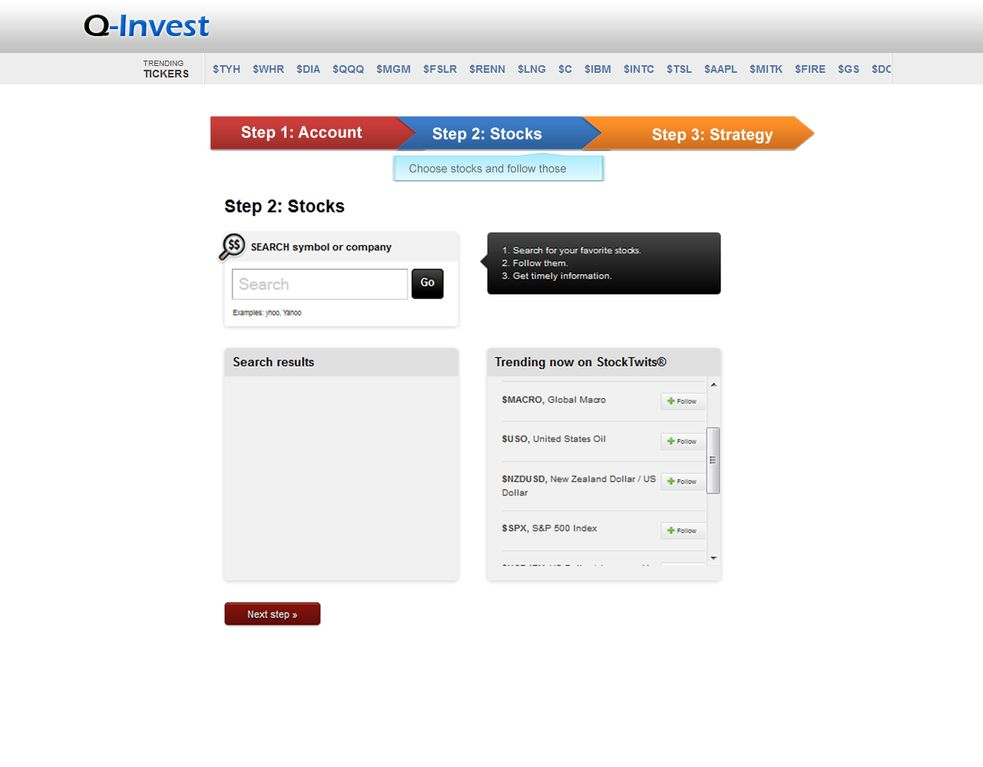 Q-Invest
TRENDING
TICKERS
$TYH $WHR $DIA $QQQ $MGM $FSLR $RENN $LNG $C $IBM $INTC $TSL $AAPL $MITK $FIRE $GS
Step 1: Account
Step 2: Stocks
Step 3: Strategy
Choose stocks and follow those
Step 2: Stocks
$$
SEARCH symbol or company
Search
Go
Examples: yhoo, Yahoo
1. Search for your favorite stocks.
2. Follow them.
3. Get timely information.
Search results
Trending now on StockTwits®
$MACRO, Global Macro
Follow
$USO, United States Oil
Follow
$NZDUSD, New Zealand Dollar / US
Dollar
Follow
$SPX, S&P 500 Index
Follow
Next step »